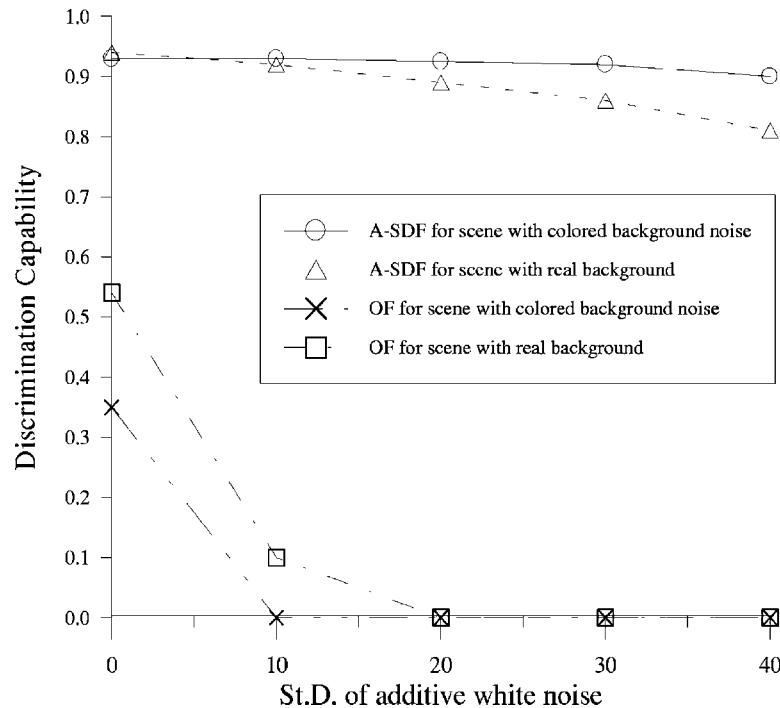 1.0
0.9
0.8
0.7
0.6
0.5
0.4
0.3
0.2
0.1
0.0
Discrimination Capability
A-SDF for scene with colored background noise
A-SDF for scene with real background
OF for scene with colored background noise
OF for scene with real background
0 10 20 30 40
St.D. of additive white noise